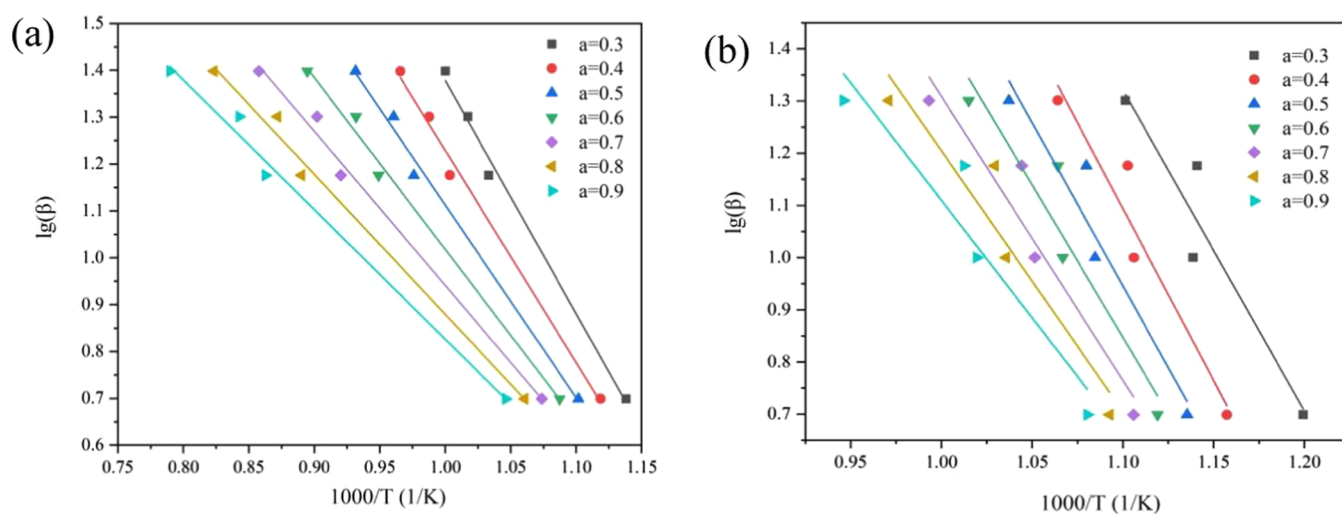 (a)
1.5
1.4
1.3
1.2
1.1
1.0
0.9
0.8
0.7
0.6
lg(β)
0.75 0.80 0.85 0.90 0.95 1.00 1.05 1.10 1.15
1000/T (1/K)
a=0.3
a=0.4
a=0.5
a=0.6
a=0.7
a=0.8
a=0.9
(b)
1.4
1.3
1.2
1.1
1.0
0.9
0.8
0.7
lg(β)
0.95 1.00 1.05 1.10 1.15 1.20
1000/T (1/K)
a=0.3
a=0.4
a=0.5
a=0.6
a=0.7
a=0.8
a=0.9